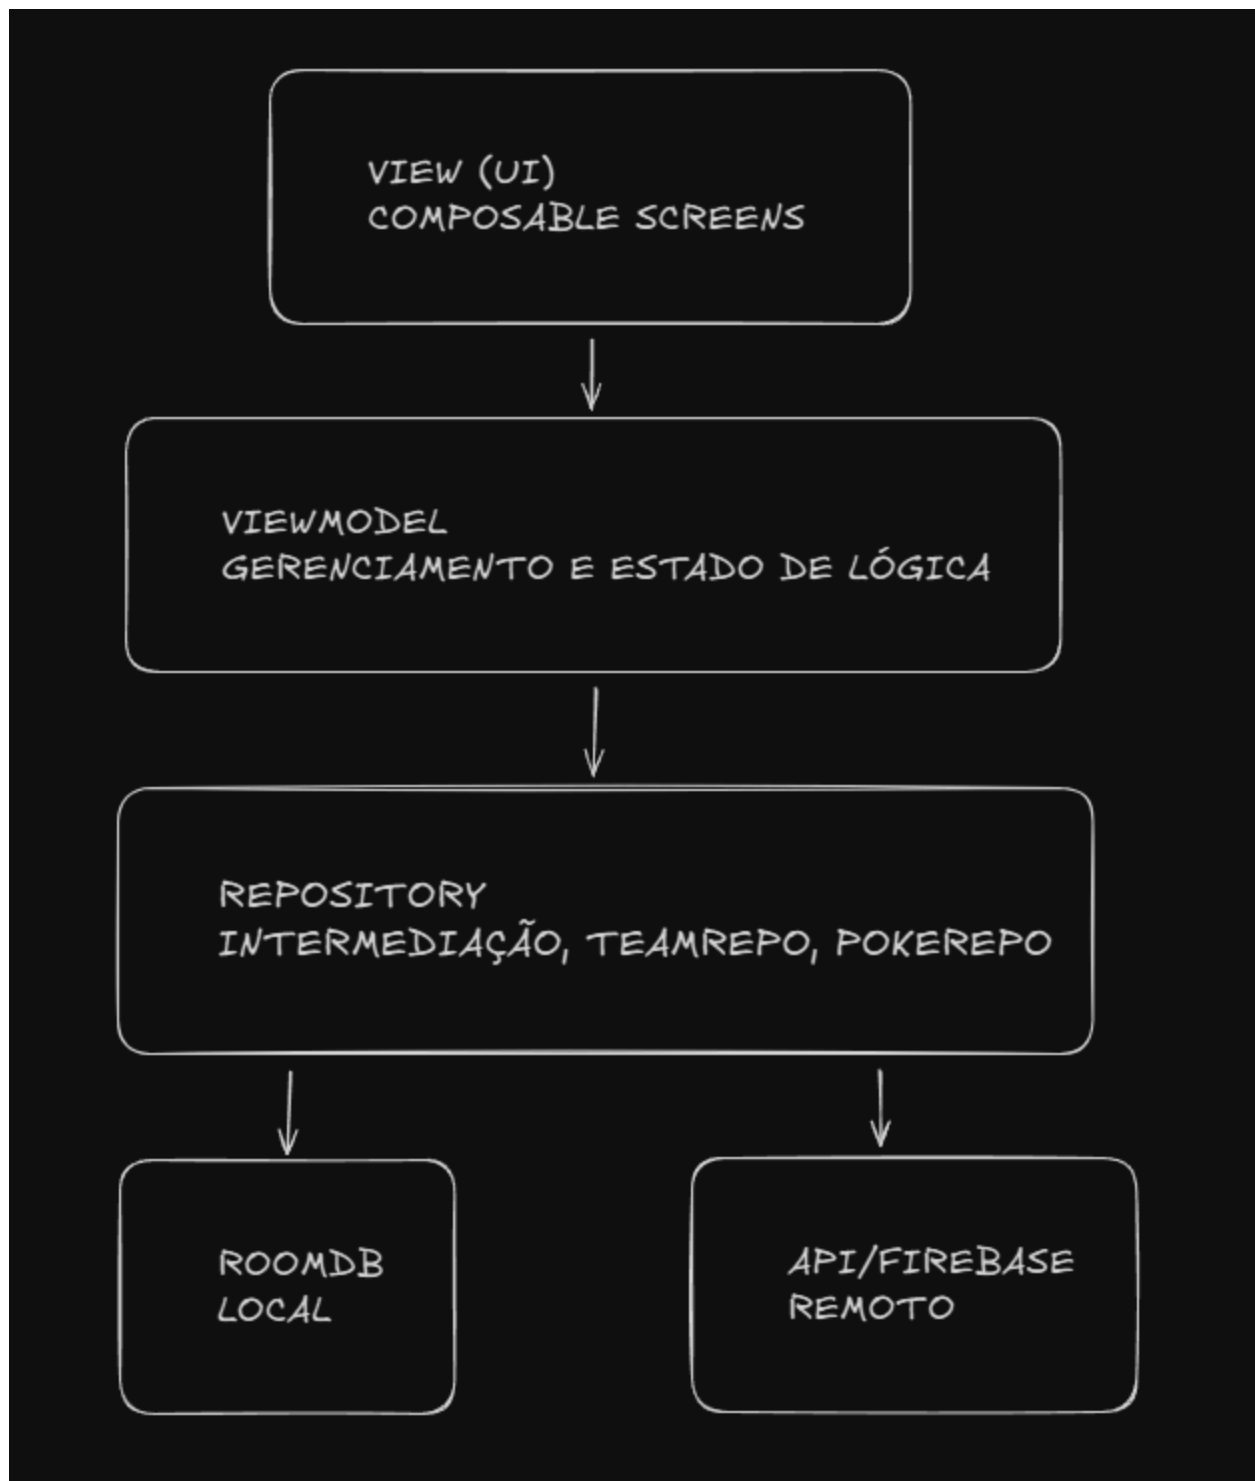 VIEW (UI)
COMPOSABLE SCREENS
VIEWMODEL
GERENCIAMENTO E ESTADO DE LÓGICA
REPOSITORY
INTERMEDIAÇÃO, TEAMREPO, POKEREPO
ROOMDB
LOCAL
API/FIREBASE
REMOTO